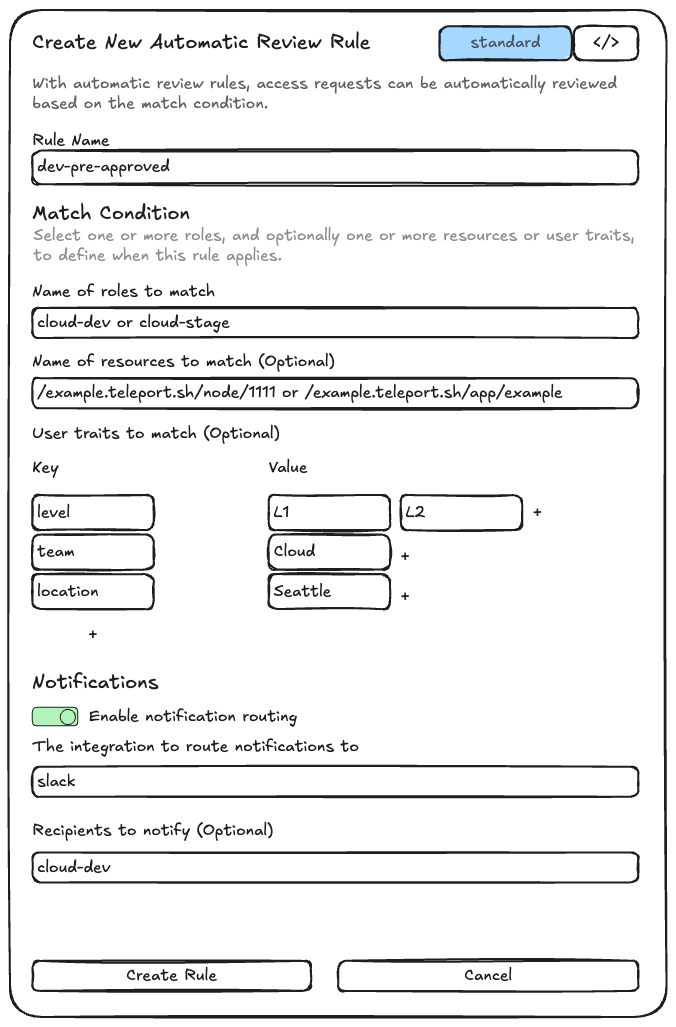 Create New Automatic Review Rule
standard
</>
With automatic review rules, access requests can be automatically reviewed
based on the match condition.
Rule Name
dev-pre-approved
Match Condition
Select one or more roles, and optionally one or more resources or user traits,
to define when this rule applies.
Name of roles to match
cloud-dev or cloud-stage
Name of resources to match (Optional)
/example.teleport.sh/node/1111 or /example.teleport.sh/app/example
User traits to match (Optional)
Key Value
level L1 L2 +
team Cloud +
location Seattle +
+
Notifications
Enable notification routing
The integration to route notifications to
slack
Recipients to notify (Optional)
cloud-dev
Create Rule Cancel